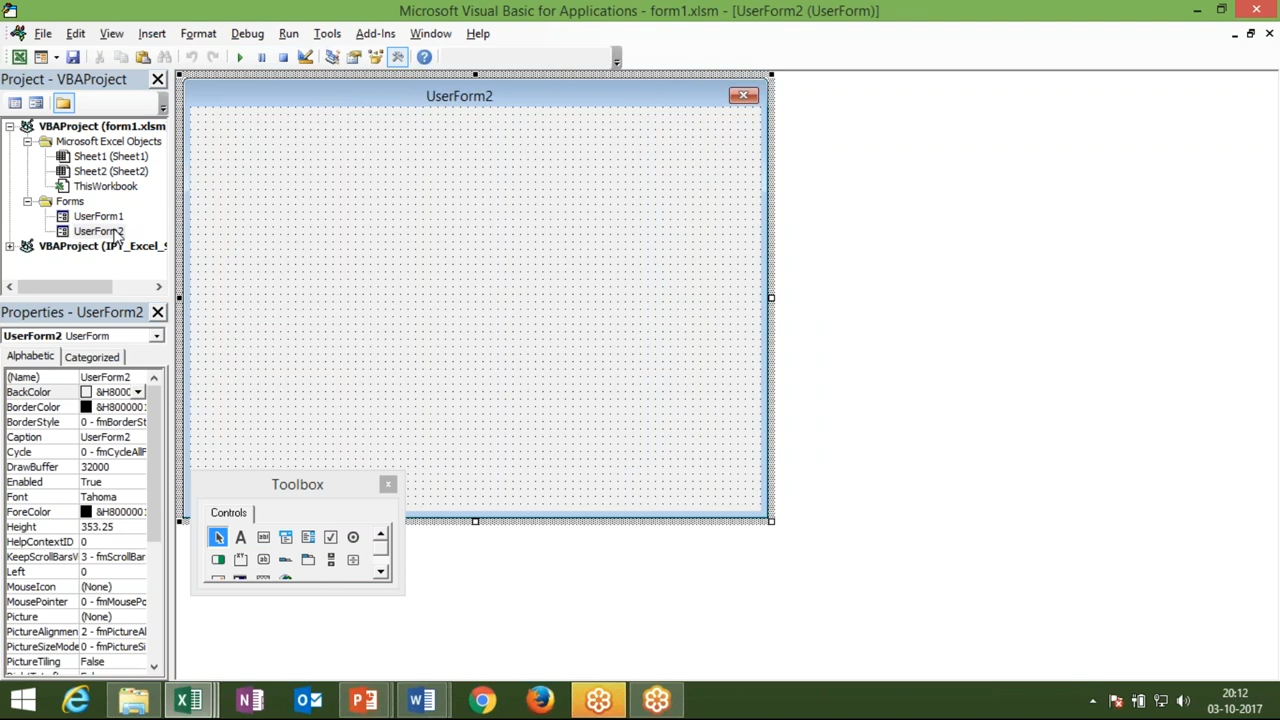 Microsoft Visual Basic for Applications - form1.xlsm - [UserForm2 (UserForm)]
File Edit View Insert Format Debug Run Tools Add-Ins Window Help
Project - VBAProject
VBAProject (form1.xlsm
Microsoft Excel Objects
Sheet1 (Sheet1)
Sheet2 (Sheet2)
ThisWorkbook
Forms
UserForm1
UserForm2
VBAProject (IPY_Excel_S
Properties - UserForm2
UserForm2 UserForm
Alphabetic Categorized
(Name) UserForm2
BackColor &H800C
BorderColor &H800001
BorderStyle 0 - fmBorderSt
Caption UserForm2
Cycle 0 - fmCycleAllF
DrawBuffer 32000
Enabled True
Font Tahoma
ForeColor &H800001
Height 353.25
HelpContextID 0
KeepScrollBarsV 3 - fmScrollBar
Left 0
MouseIcon (None)
MousePointer 0 - fmMousePo
Picture (None)
PictureAlignmen 2 - fmPictureAl
PictureSizeMode 0 - fmPictureSi
PictureTiling False
UserForm2
Toolbox
Controls
20:12
03-10-2017